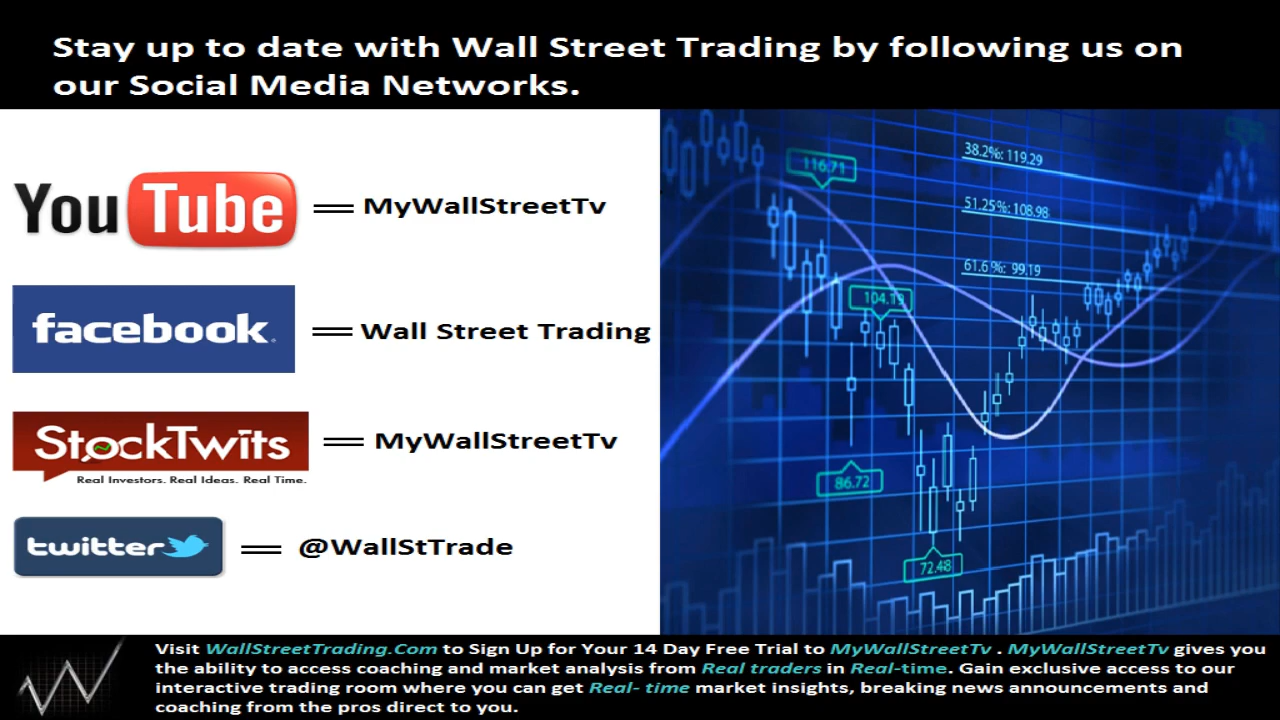 Stay up to date with Wall Street Trading by following us on
our Social Media Networks.
YouTube = MyWallStreetTv
facebook = Wall Street Trading
StockTwits = MyWallStreetTv
Real Investors. Real Ideas. Real Time.
twitter = @WallStTrade
116.71
38.2%: 119.29
51.25%: 108.98
61.6%: 99.19
104.19
86.72
72.48
Visit WallStreetTrading.Com to Sign Up for Your 14 Day Free Trial to MyWallStreetTv . MyWallStreetTv gives you
the ability to access coaching and market analysis from Real traders in Real-time. Gain exclusive access to our
interactive trading room where you can get Real- time market insights, breaking news announcements and
coaching from the pros direct to you.